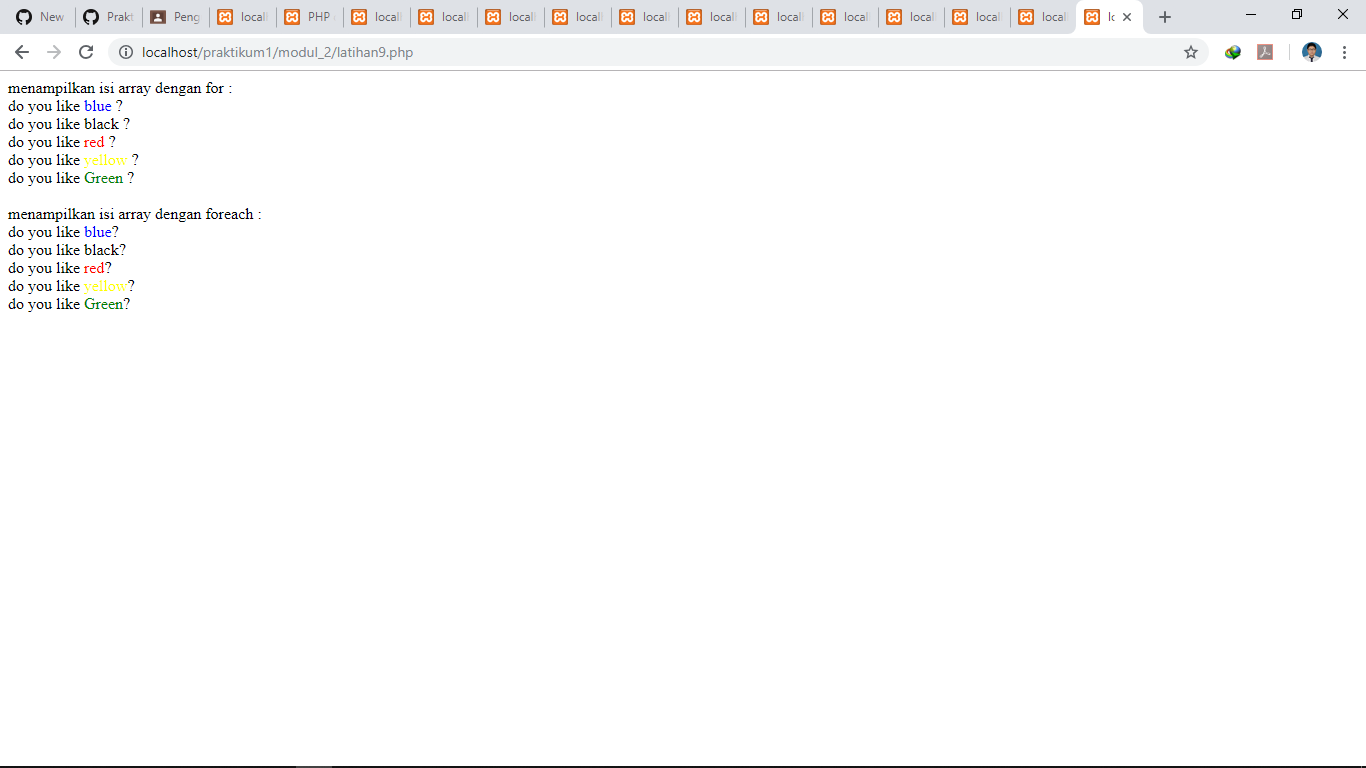 New
Prakt
Peng
local
PHP
local
local
local
local
local
local
local
local
local
local
local
lo
localhost/praktikum1/modul_2/latihan9.php
menampilkan isi array dengan for :
do you like blue ?
do you like black ?
do you like red ?
do you like yellow ?
do you like Green ?
menampilkan isi array dengan foreach :
do you like blue?
do you like black?
do you like red?
do you like yellow?
do you like Green?